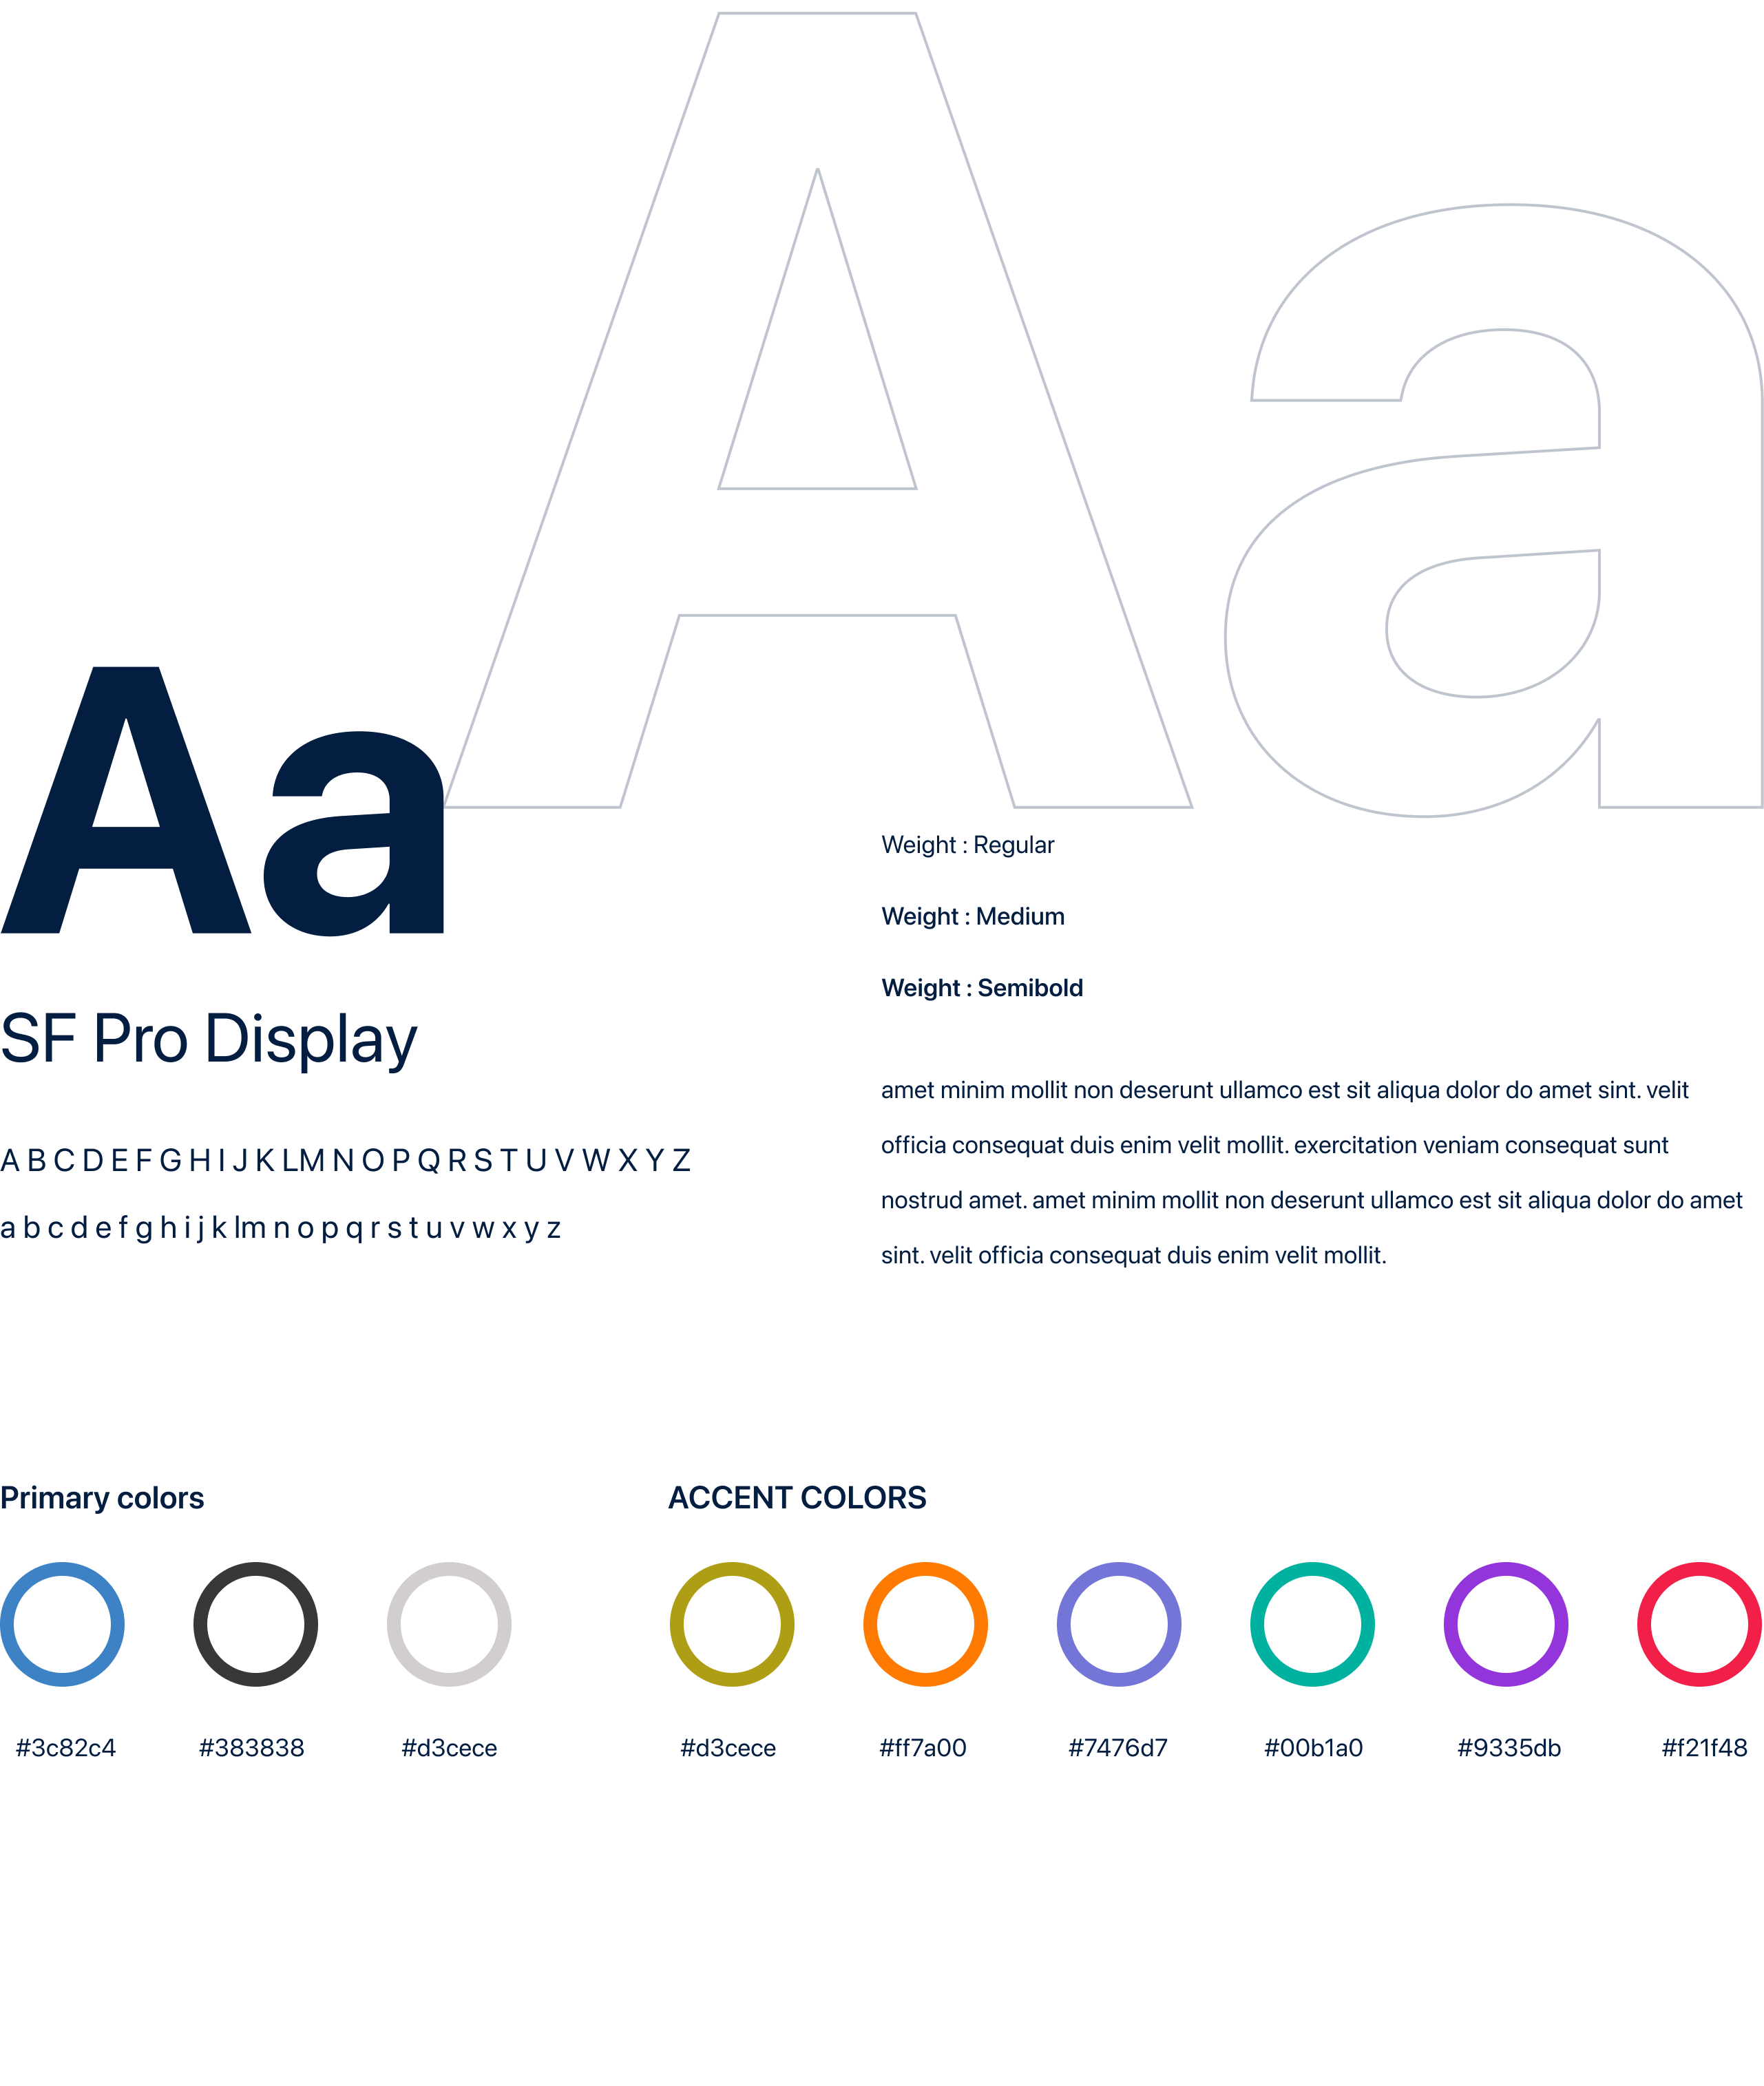 Aa
Aa
SF Pro Display
A B C D E F G H I J K L M N O P Q R S T U V W X Y Z
a b c d e f g h i j k l m n o p q r s t u v w x y z
Weight : Regular
Weight : Medium
Weight : Semibold
amet minim mollit non deserunt ullamco est sit aliqua dolor do amet sint. velit
officia consequat duis enim velit mollit. exercitation veniam consequat sunt
nostrud amet. amet minim mollit non deserunt ullamco est sit aliqua dolor do amet
sint. velit officia consequat duis enim velit mollit.
Primary colors
#3c82c4
#383838
#d3cece
ACCENT COLORS
#d3cece
#ff7a00
#7476d7
#00b1a0
#9335db
#f21f48